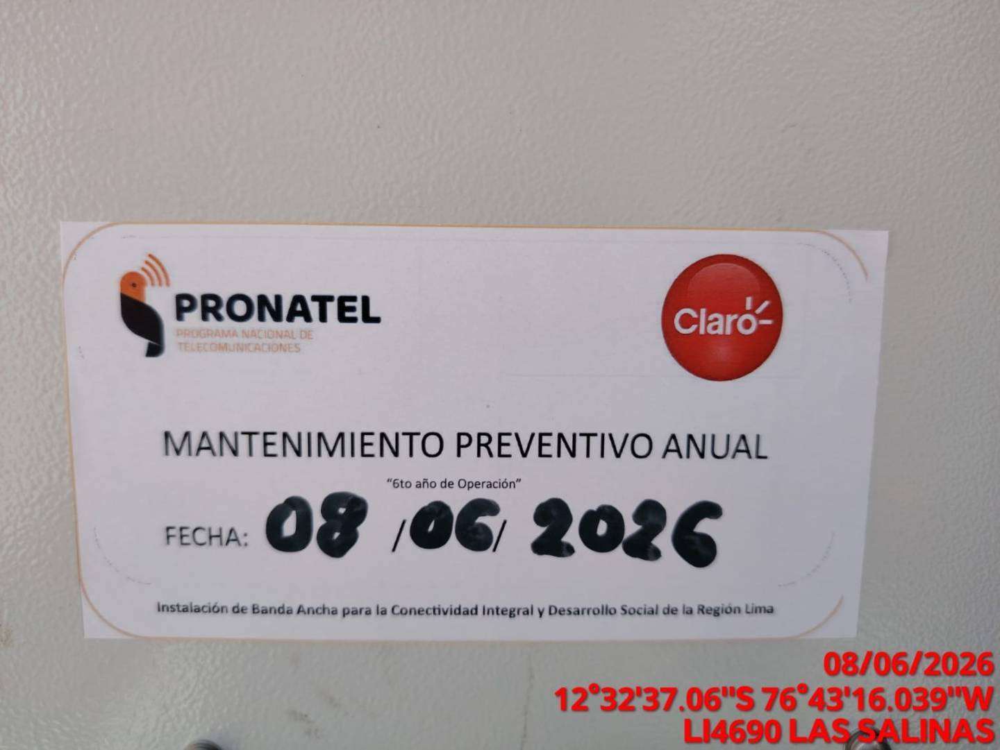 PRONATEL
PROGRAMA NACIONAL DE
TELECOMUNICACIONES
Claro
MANTENIMIENTO PREVENTIVO ANUAL
“6to año de Operación”
FECHA: 08 / 06 / 2026
Instalación de Banda Ancha para la Conectividad Integral y Desarrollo Social de la Región Lima
08/06/2026
12°32'37.06"S 76°43'16.039"W
LI4690 LAS SALINAS